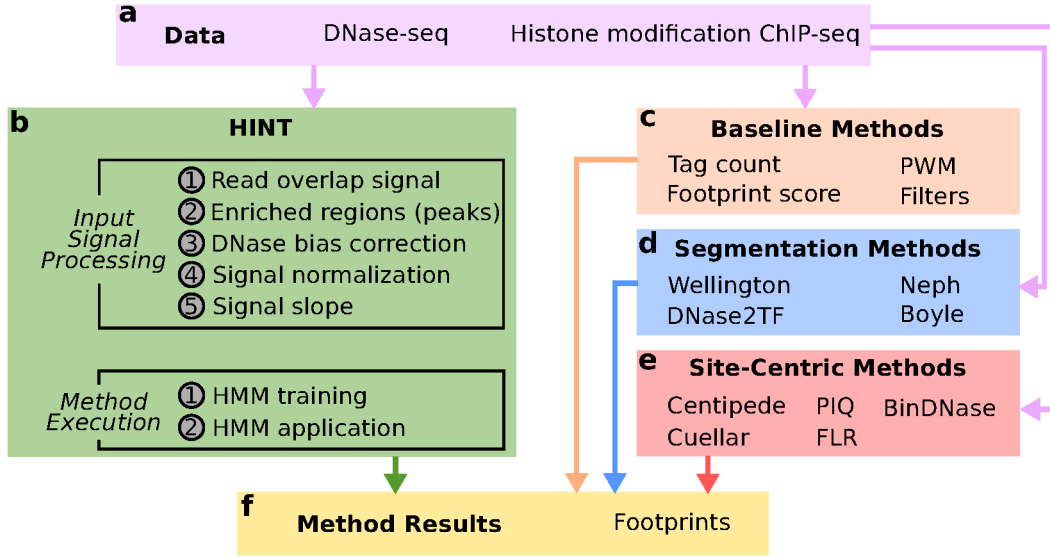 a
Data DNase-seq Histone modification ChIP-seq
b
HINT
Input
Signal
Processing
1 Read overlap signal
2 Enriched regions (peaks)
3 DNase bias correction
4 Signal normalization
5 Signal slope
Method
Execution
1 HMM training
2 HMM application
c
Baseline Methods
Tag count PWM
Footprint score Filters
d
Segmentation Methods
Wellington Neph
DNase2TF Boyle
e
Site-Centric Methods
Centipede PIQ BinDNase
Cuellar FLR
f
Method Results Footprints